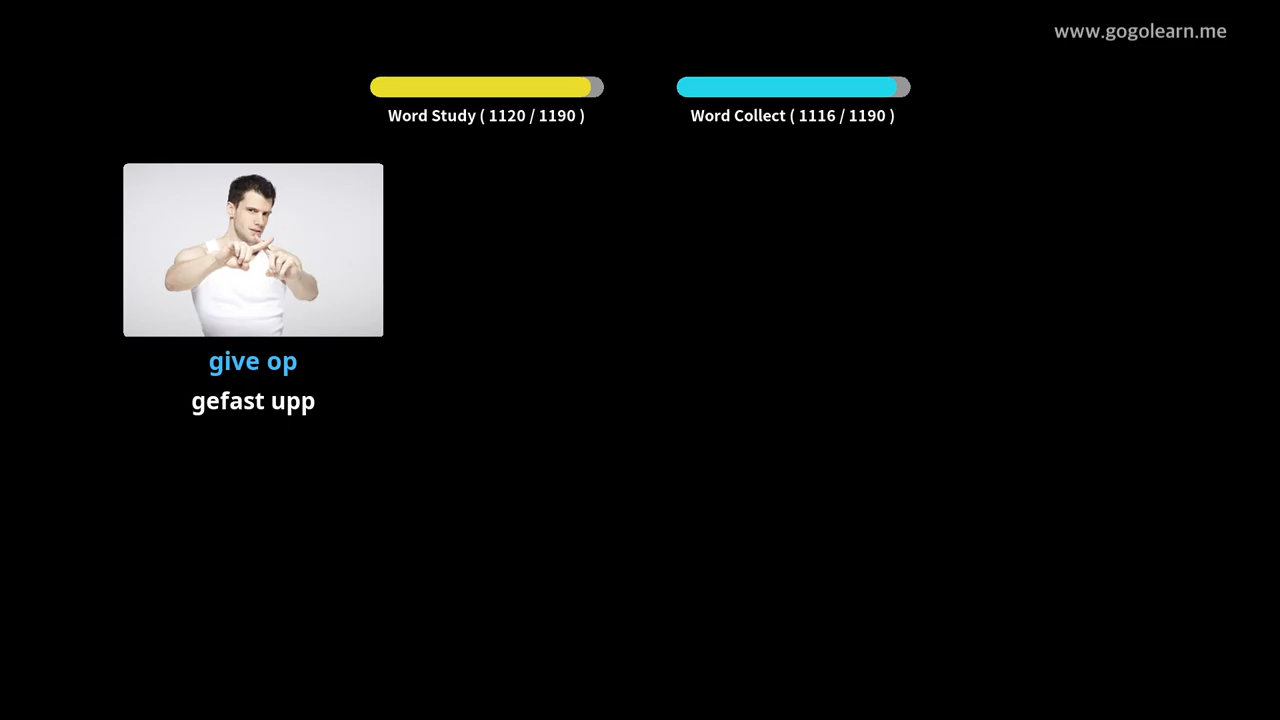 www.gogolearn.me
Word Study ( 1120 / 1190 )
Word Collect ( 1116 / 1190 )
give op
gefast upp